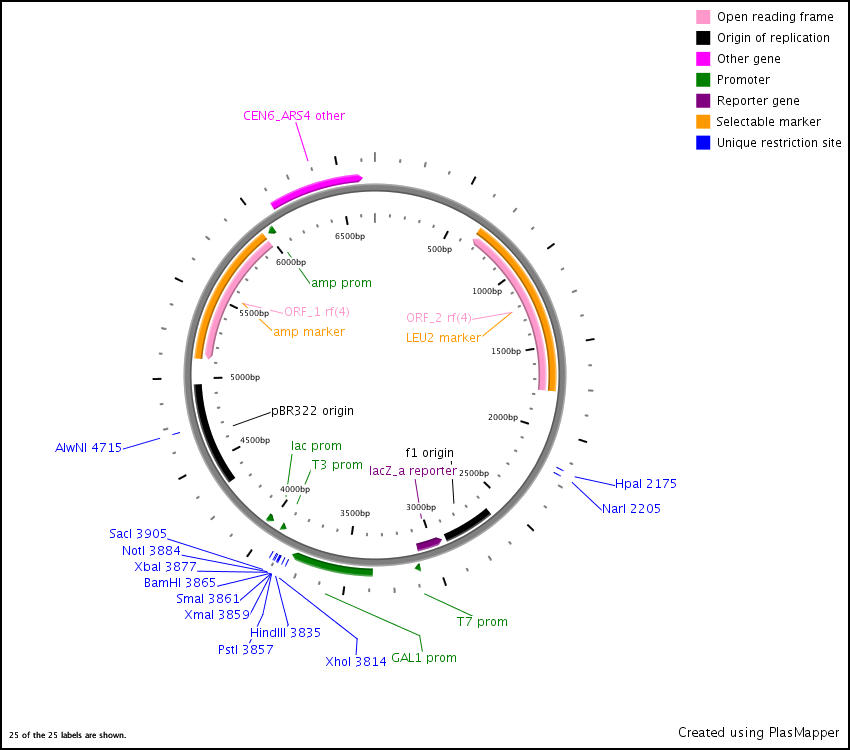 Open reading frame
Origin of replication
Other gene
Promoter
Reporter gene
Selectable marker
Unique restriction site
CEN6_ARS4 other
6500bp
500bp
6000bp
amp prom
1000bp
5500bp
ORF_1 rf(4)
ORF_2 rf(4)
amp marker
LEU2 marker
1500bp
5000bp
pBR322 origin
2000bp
4500bp
AlwNI 4715
lac prom
f1 origin
T3 prom
lacZ_a reporter
2500bp
HpaI 2175
4000bp
NarI 2205
3000bp
3500bp
SacI 3905
NotI 3884
XbaI 3877
BamHI 3865
SmaI 3861
XmaI 3859
T7 prom
HindIII 3835
PstI 3857
GAL1 prom
XhoI 3814
25 of the 25 labels are shown.
Created using PlasMapper